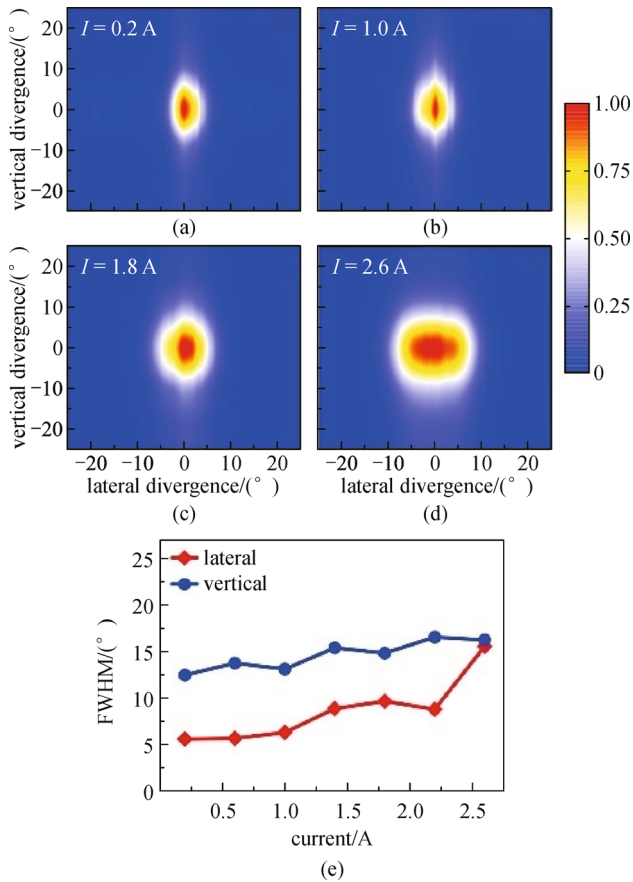 I = 0.2 A
I = 1.0 A
vertical divergence/(°)
20
10
0
−10
−20
(a)
(b)
1.00
0.75
0.50
0.25
0
I = 1.8 A
I = 2.6 A
vertical divergence/(°)
20
10
0
−10
−20
−20 −10 0 10 20
−20 −10 0 10 20
lateral divergence/(°)
lateral divergence/(°)
(c)
(d)
lateral
vertical
FWHM/(°)
25
20
15
10
5
0
0.5 1.0 1.5 2.0 2.5
current/A
(e)